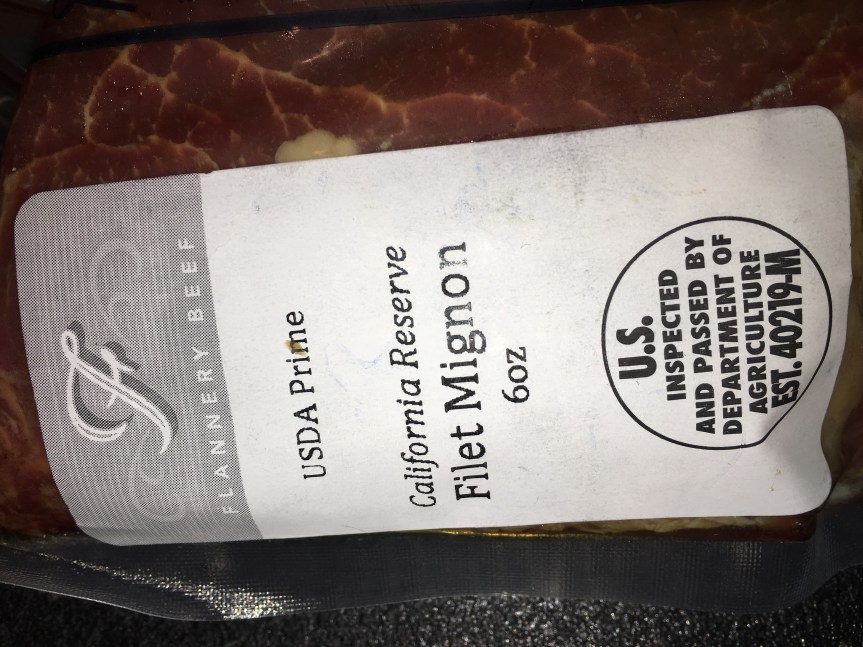 FLANNERY BEEF
USDA Prime
California Reserve
Filet Mignon
6oz
U.S.
INSPECTED
AND PASSED BY
DEPARTMENT OF
AGRICULTURE
EST. 40219-M